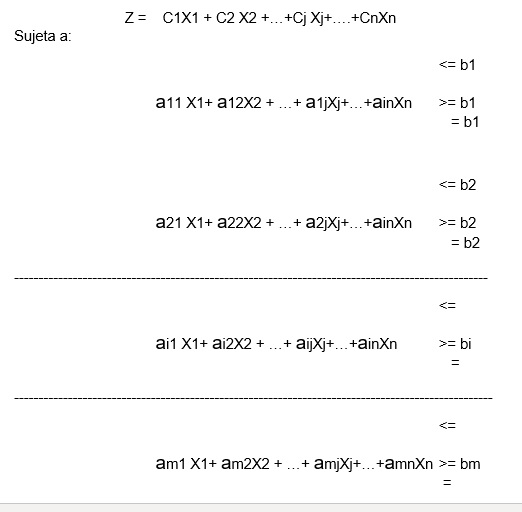 Z = C1X1 + C2 X2 +...+Cj Xj+....+CnXn
Sujeta a:
<= b1
a11 X1+ a12X2 + ...+ a1jXj+...+ainXn >= b1
= b1
<= b2
a21 X1+ a22X2 + ...+ a2jXj+...+ainXn >= b2
= b2
<=
ai1 X1+ ai2X2 + ...+ aijXj+...+ainXn >= bi
=
<=
am1 X1+ am2X2 + ...+ amjXj+...+amnXn >= bm
=